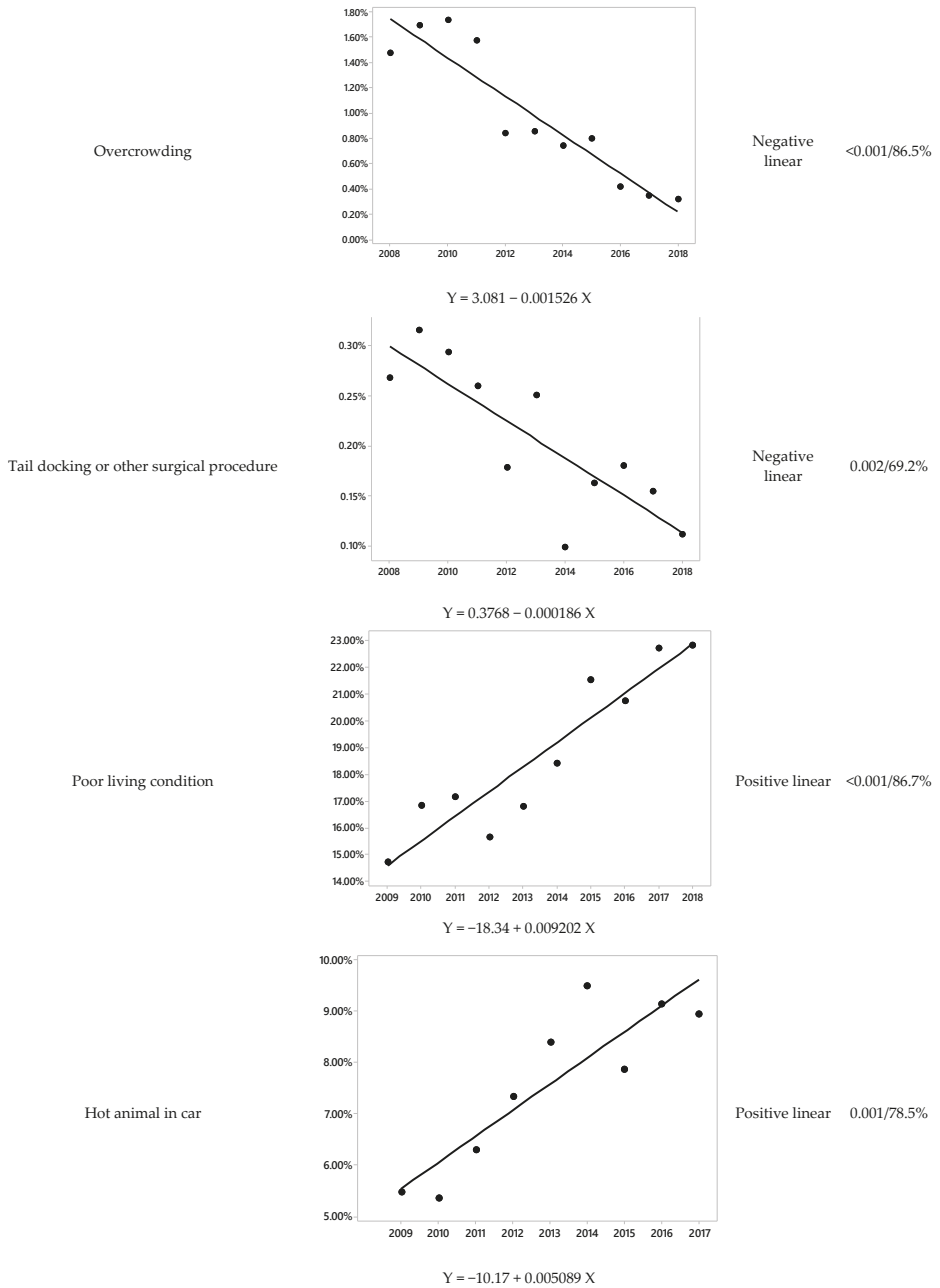 1.80%
1.60%
1.40%
1.20%
1.00%
0.80%
0.60%
0.40%
0.20%
0.00%
2008 2010 2012 2014 2016 2018
Overcrowding
Negative
linear
<0.001/86.5%
Y = 3.081 − 0.001526 X
0.30%
0.25%
0.20%
0.15%
0.10%
2008 2010 2012 2014 2016 2018
Tail docking or other surgical procedure
Negative
linear
0.002/69.2%
Y = 0.3768 − 0.000186 X
23.00%
22.00%
21.00%
20.00%
19.00%
18.00%
17.00%
16.00%
15.00%
14.00%
2009 2010 2011 2012 2013 2014 2015 2016 2017 2018
Poor living condition
Positive linear
<0.001/86.7%
Y = −18.34 + 0.009202 X
10.00%
9.00%
8.00%
7.00%
6.00%
5.00%
2009 2010 2011 2012 2013 2014 2015 2016 2017
Hot animal in car
Positive linear
0.001/78.5%
Y = −10.17 + 0.005089 X